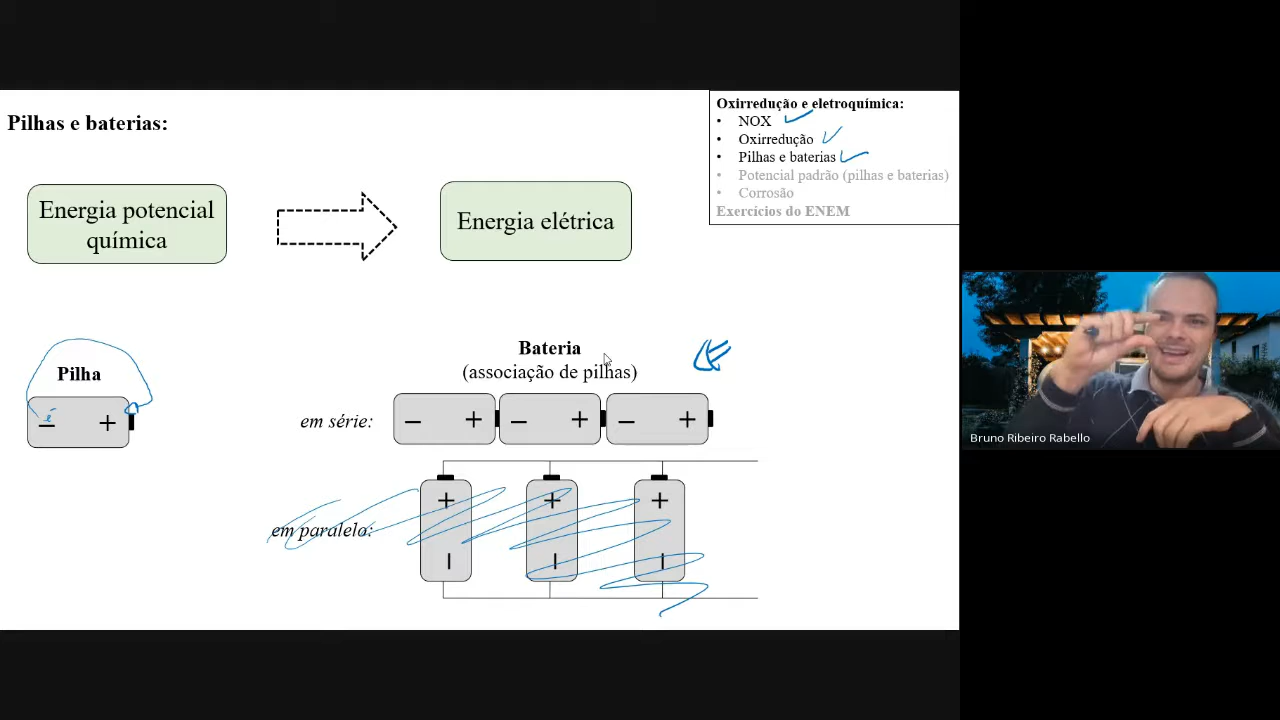 Pilhas e baterias:
Oxirredução e eletroquímica:
• NOX
• Oxirredução
• Pilhas e baterias
• Potencial padrão (pilhas e baterias)
• Corrosão
Exercícios do ENEM
Energia potencial
química
Energia elétrica
Pilha
é
− +
Bateria
(associação de pilhas)
em série:
− + − + − +
em paralelo:
+ + +
− − −
Bruno Ribeiro Rabello